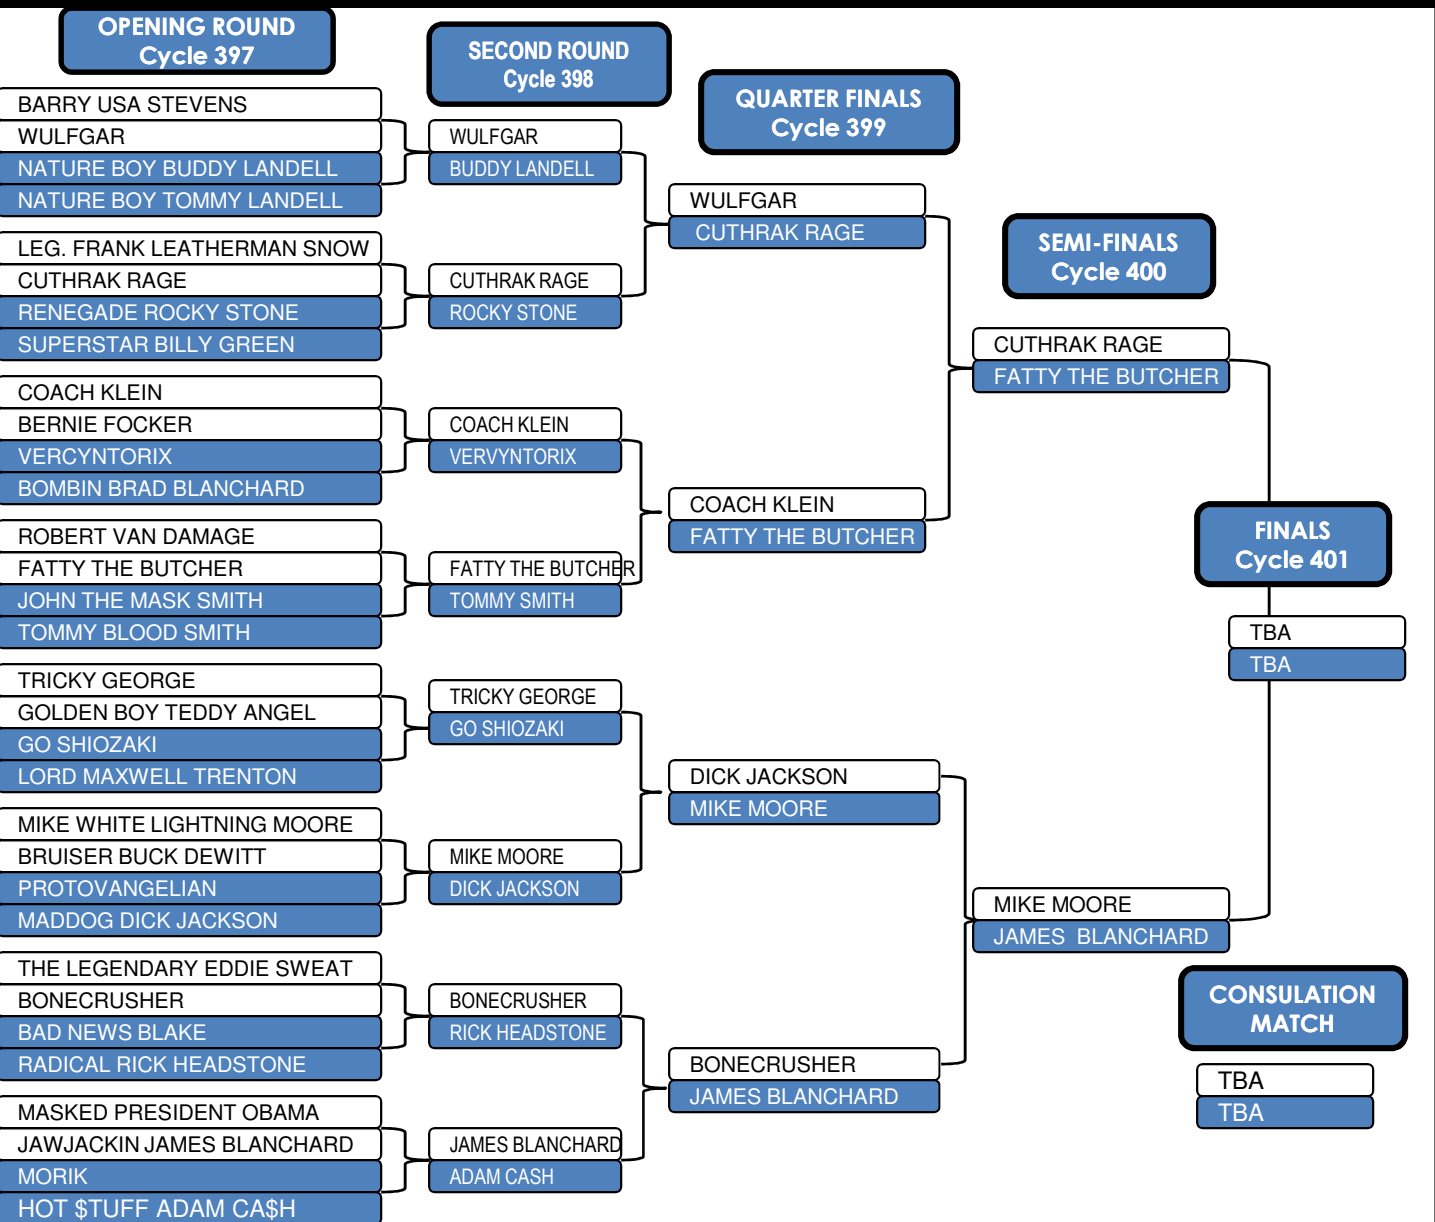 OPENING ROUND
Cycle 397
BARRY USA STEVENS
WULFGAR
NATURE BOY BUDDY LANDELL
NATURE BOY TOMMY LANDELL
LEG. FRANK LEATHERMAN SNOW
CUTHRAK RAGE
RENEGADE ROCKY STONE
SUPERSTAR BILLY GREEN
COACH KLEIN
BERNIE FOCKER
VERCYNTORIX
BOMBIN BRAD BLANCHARD
ROBERT VAN DAMAGE
FATTY THE BUTCHER
JOHN THE MASK SMITH
TOMMY BLOOD SMITH
TRICKY GEORGE
GOLDEN BOY TEDDY ANGEL
GO SHIOZAKI
LORD MAXWELL TRENTON
MIKE WHITE LIGHTNING MOORE
BRUISER BUCK DEWITT
PROTOVANGELIAN
MADDOG DICK JACKSON
THE LEGENDARY EDDIE SWEAT
BONECRUSHER
BAD NEWS BLAKE
RADICAL RICK HEADSTONE
MASKED PRESIDENT OBAMA
JAWJACKIN JAMES BLANCHARD
MORIK
HOT $TUFF ADAM CA$H
SECOND ROUND
Cycle 398
WULFGAR
BUDDY LANDELL
CUTHRAK RAGE
ROCKY STONE
COACH KLEIN
VERVYNTORIX
FATTY THE BUTCHER
TOMMY SMITH
TRICKY GEORGE
GO SHIOZAKI
MIKE MOORE
DICK JACKSON
BONECRUSHER
RICK HEADSTONE
JAMES BLANCHARD
ADAM CASH
QUARTER FINALS
Cycle 399
WULFGAR
CUTHRAK RAGE
COACH KLEIN
FATTY THE BUTCHER
DICK JACKSON
MIKE MOORE
BONECRUSHER
JAMES BLANCHARD
SEMI-FINALS
Cycle 400
CUTHRAK RAGE
FATTY THE BUTCHER
MIKE MOORE
JAMES BLANCHARD
FINALS
Cycle 401
TBA
TBA
CONSULATION
MATCH
TBA
TBA